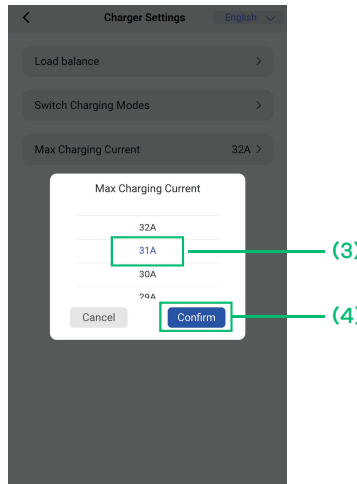 Charger Settings English
Load balance
Switch Charging Modes
Max Charging Current 32A
Max Charging Current
32A
31A
(3)
30A
29A
Cancel Confirm
(4)